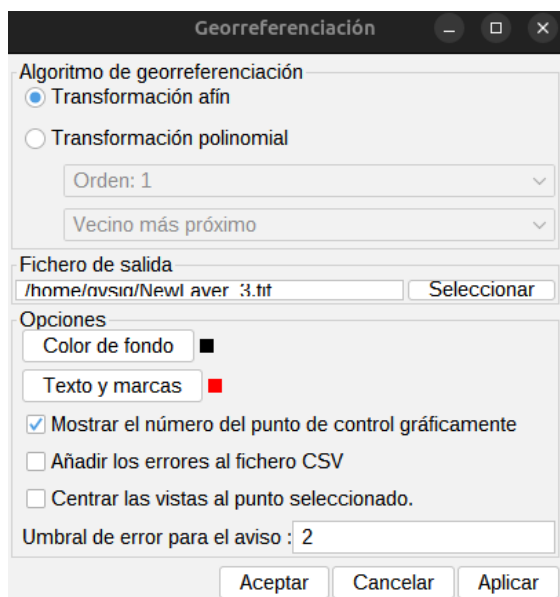 Georreferenciación
Algoritmo de georreferenciación
Transformación afín
Transformación polinomial
Orden: 1
Vecino más próximo
Fichero de salida
/home/gvsig/NewLayer_3.tif
Seleccionar
Opciones
Color de fondo
Texto y marcas
Mostrar el número del punto de control gráficamente
Añadir los errores al fichero CSV
Centrar las vistas al punto seleccionado.
Umbral de error para el aviso : 2
Aceptar Cancelar Aplicar